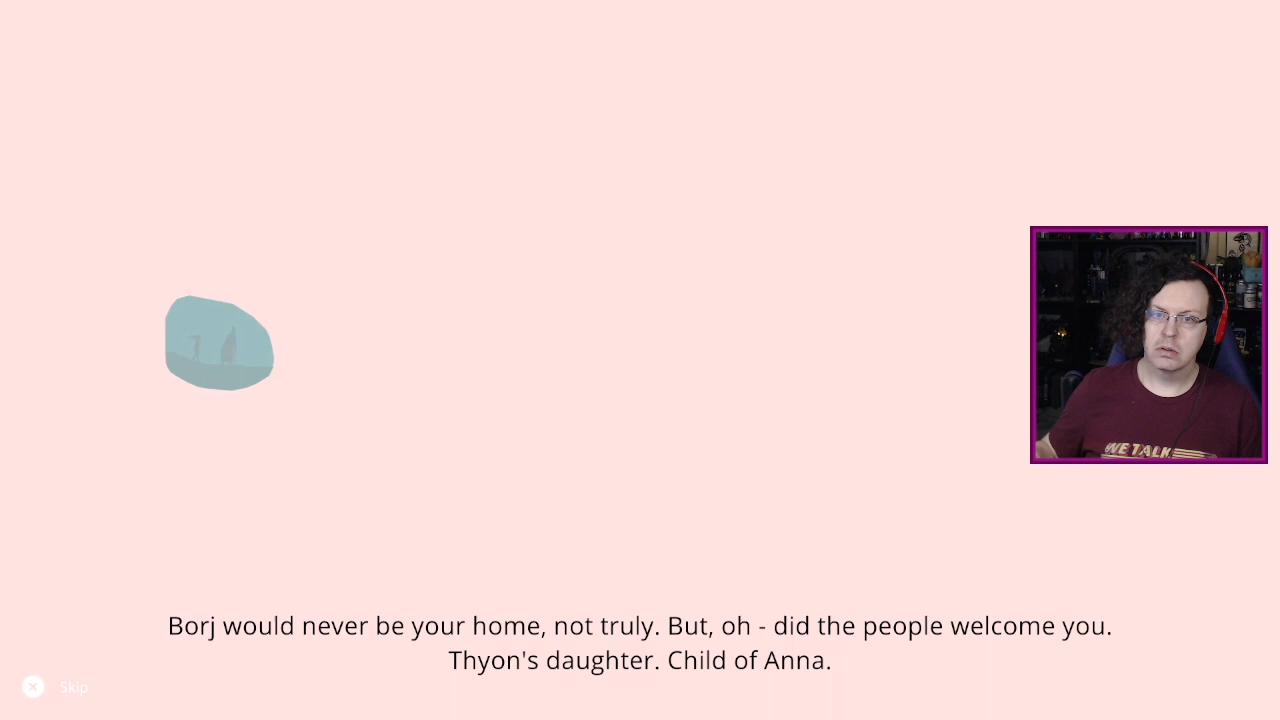 WE TALK
Borj would never be your home, not truly. But, oh - did the people welcome you.
Thyon's daughter. Child of Anna.
Skip